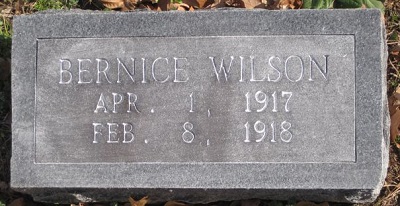 BERNICE WILSON
APR. 1, 1917
FEB. 8, 1918